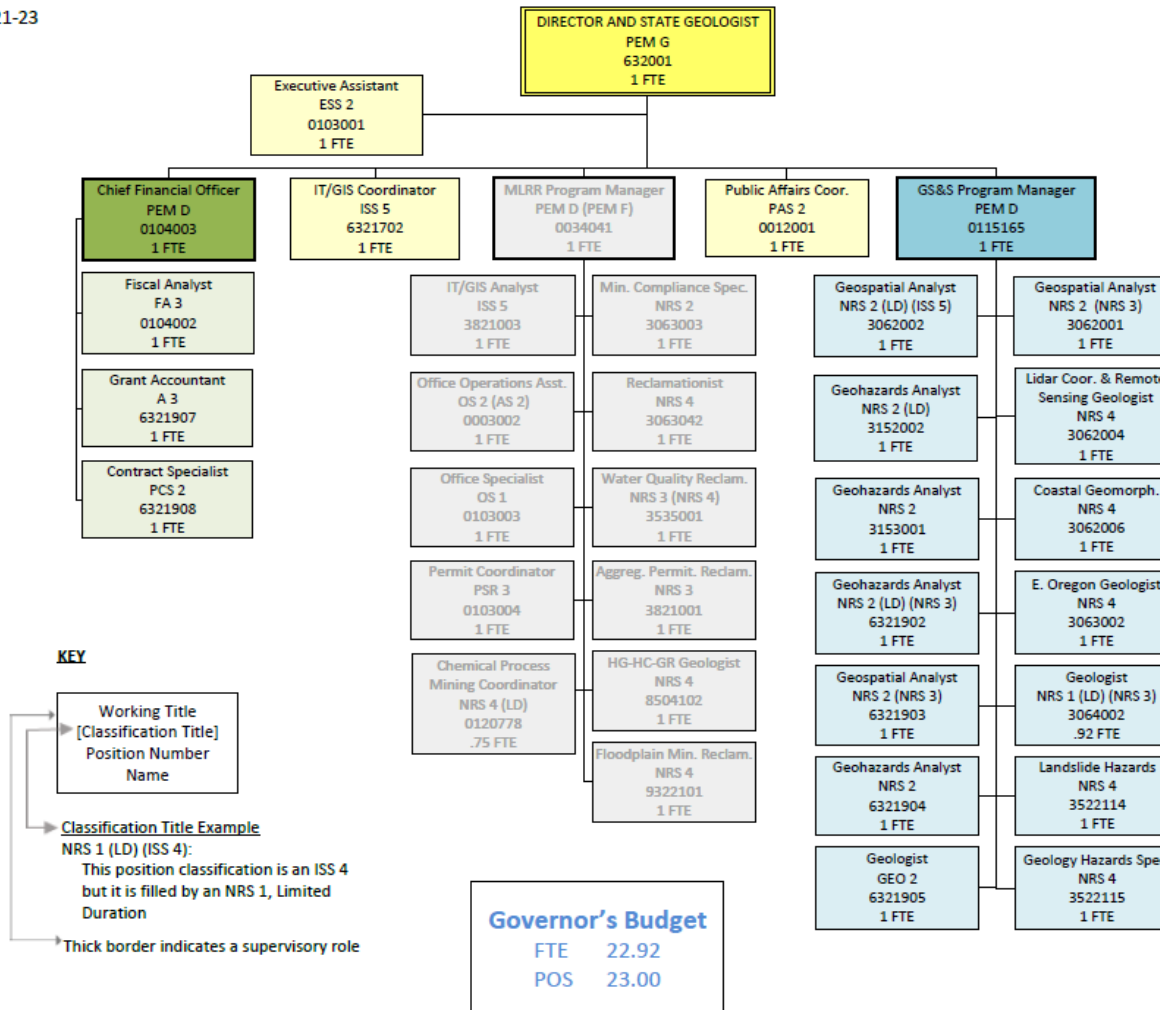 21-23
DIRECTOR AND STATE GEOLOGIST
PEM G
632001
1 FTE
Executive Assistant
ESS 2
0103001
1 FTE
Chief Financial Officer
PEM D
0104003
1 FTE
IT/GIS Coordinator
ISS 5
6321702
1 FTE
MLRR Program Manager
PEM D (PEM F)
0034041
1 FTE
Public Affairs Coor.
PAS 2
0012001
1 FTE
GS&S Program Manager
PEM D
0115165
1 FTE
Fiscal Analyst
FA 3
0104002
1 FTE
Grant Accountant
A 3
6321907
1 FTE
Contract Specialist
PCS 2
6321908
1 FTE
IT/GIS Analyst
ISS 5
3821003
1 FTE
Min. Compliance Spec.
NRS 2
3063003
1 FTE
Office Operations Asst.
OS 2 (AS 2)
0003002
1 FTE
Reclamationist
NRS 4
3063042
1 FTE
Office Specialist
OS 1
0103003
1 FTE
Water Quality Reclam.
NRS 3 (NRS 4)
3535001
1 FTE
Permit Coordinator
PSR 3
0103004
1 FTE
Aggreg. Permit. Reclam.
NRS 3
3821001
1 FTE
Chemical Process
Mining Coordinator
NRS 4 (LD)
0120778
.75 FTE
HG-HC-GR Geologist
NRS 4
8504102
1 FTE
Floodplain Min. Reclam.
NRS 4
9322101
1 FTE
Geospatial Analyst
NRS 2 (LD) (ISS 5)
3062002
1 FTE
Geospatial Analyst
NRS 2 (NRS 3)
3062001
1 FTE
Geohazards Analyst
NRS 2 (LD)
3152002
1 FTE
Lidar Coor. & Remote
Sensing Geologist
NRS 4
3062004
1 FTE
Geohazards Analyst
NRS 2
3153001
1 FTE
Coastal Geomorph.
NRS 4
3062006
1 FTE
Geohazards Analyst
NRS 2 (LD) (NRS 3)
6321902
1 FTE
E. Oregon Geologist
NRS 4
3063002
1 FTE
Geospatial Analyst
NRS 2 (NRS 3)
6321903
1 FTE
Geologist
NRS 1 (LD) (NRS 3)
3064002
.92 FTE
Geohazards Analyst
NRS 2
6321904
1 FTE
Landslide Hazards
NRS 4
3522114
1 FTE
Geologist
GEO 2
6321905
1 FTE
Geology Hazards Spe
NRS 4
3522115
1 FTE
KEY
Working Title
[Classification Title]
Position Number
Name
Classification Title Example
NRS 1 (LD) (ISS 4):
This position classification is an ISS 4
but it is filled by an NRS 1, Limited
Duration
Thick border indicates a supervisory role
Governor's Budget
FTE 22.92
POS 23.00